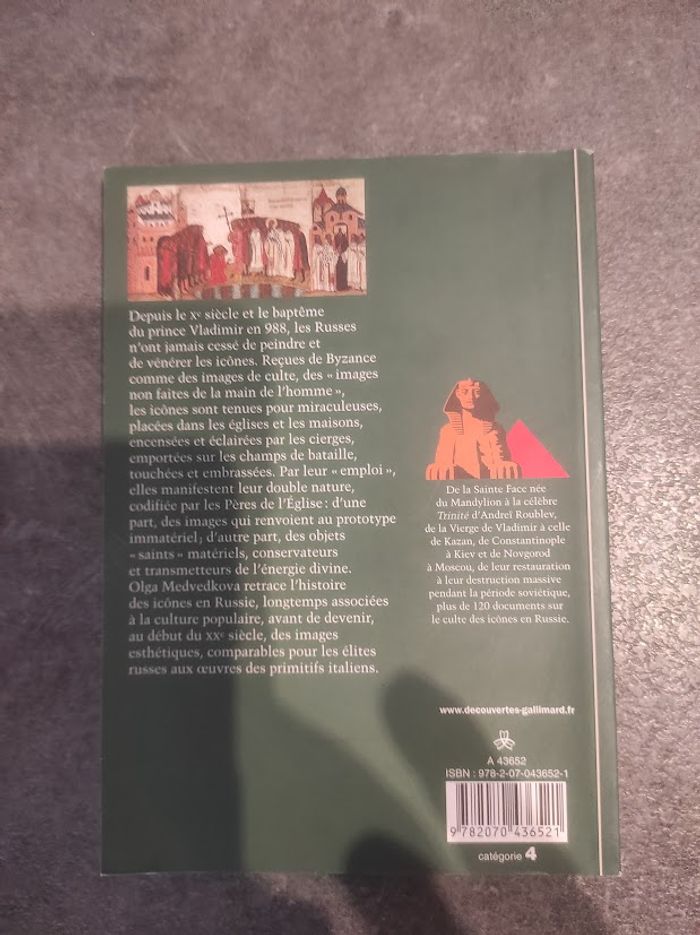 Depuis le Xᵉ siècle et le baptême
du prince Vladimir en 988, les Russes
n'ont jamais cessé de peindre et
de vénérer les icônes. Reçues de Byzance
comme des images de culte, des « images
non faites de la main de l'homme »,
les icônes sont tenues pour miraculeuses,
placées dans les églises et les maisons,
encensées et éclairées par les cierges,
emportées sur les champs de bataille,
touchées et embrassées. Par leur « emploi »,
elles manifestent leur double nature,
codifiée par les Pères de l'Église : d'une
part, des images qui renvoient au prototype
immatériel ; d'autre part, des objets
« saints » matériels, conservateurs
et transmetteurs de l'énergie divine.
Olga Medvedkova retrace l'histoire
des icônes en Russie, longtemps associées
à la culture populaire, avant de devenir,
au début du XXᵉ siècle, des images
esthétiques, comparables pour les élites
russes aux œuvres des primitifs italiens.
De la Sainte Face née
du Mandylion à la célèbre
Trinité d'Andreï Roublev,
de la Vierge de Vladimir à celle
de Kazan, de Constantinople
à Kiev et de Novgorod
à Moscou, de leur restauration
à leur destruction massive
pendant la période soviétique,
plus de 120 documents sur
le culte des icônes en Russie.
www.decouvertes-gallimard.fr
A 43652
ISBN : 978-2-07-043652-1
9 782070 436521
catégorie 4